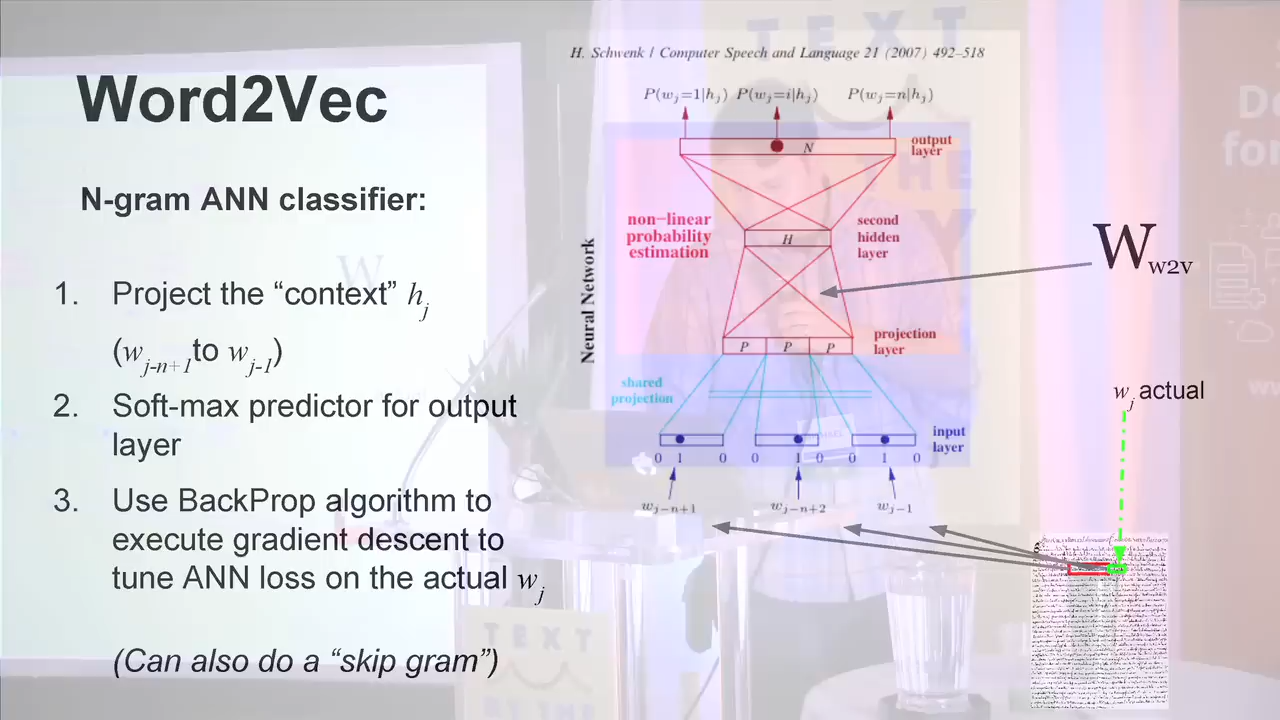 Word2Vec
N-gram ANN classifier:
1. Project the “context” hj
(wj-n+1 to wj-1)
2. Soft-max predictor for output
layer
3. Use BackProp algorithm to
execute gradient descent to
tune ANN loss on the actual wj
(Can also do a “skip gram”)
H. Schwenk / Computer Speech and Language 21 (2007) 492–518
P(wj=1|hj) P(wj=i|hj) P(wj=n|hj)
N
output
layer
non−linear
probability
estimation
H
second
hidden
layer
Neural Network
P P P
projection
layer
shared
projection
input
layer
0 1 0 0 1 0 0 1 0
wj−n+1 wj−n+2 wj−1
Ww2v
wj actual
TEXT
THE
W
De
for